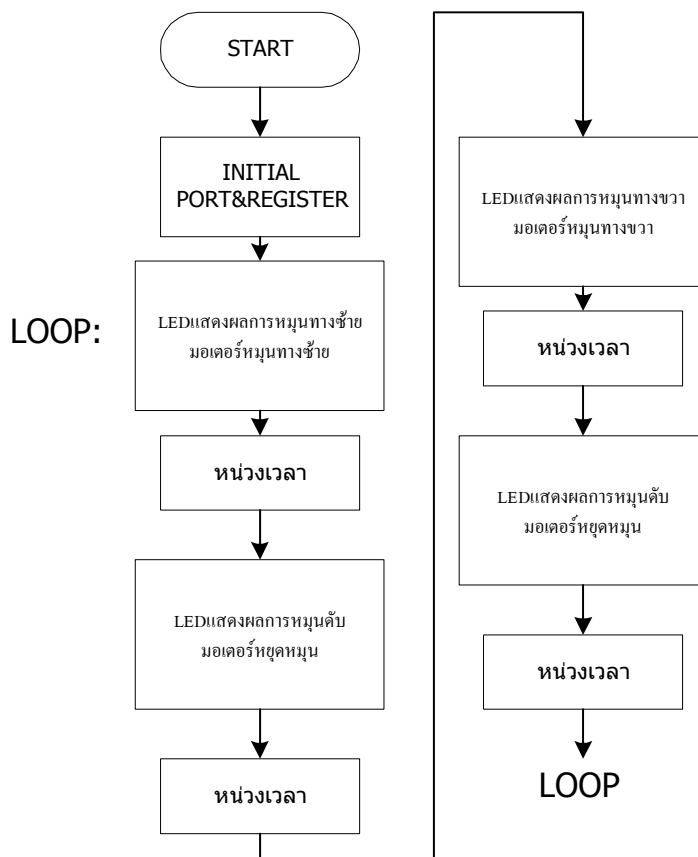 START
INITIAL
PORT&REGISTER
LOOP:
LEDแสดงผลการหมุนทางซ้าย
มอเตอร์หมุนทางซ้าย
หน่วงเวลา
LEDแสดงผลการหมุนดับ
มอเตอร์หยุดหมุน
หน่วงเวลา
LEDแสดงผลการหมุนทางขวา
มอเตอร์หมุนทางขวา
หน่วงเวลา
LEDแสดงผลการหมุนดับ
มอเตอร์หยุดหมุน
หน่วงเวลา
LOOP